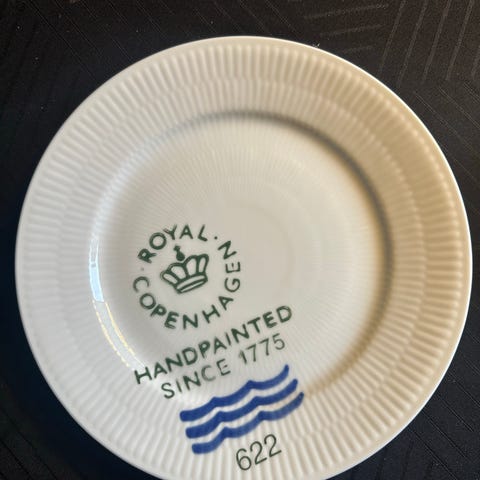 ROYAL
COPENHAGEN
HANDPAINTED
SINCE 1775
622